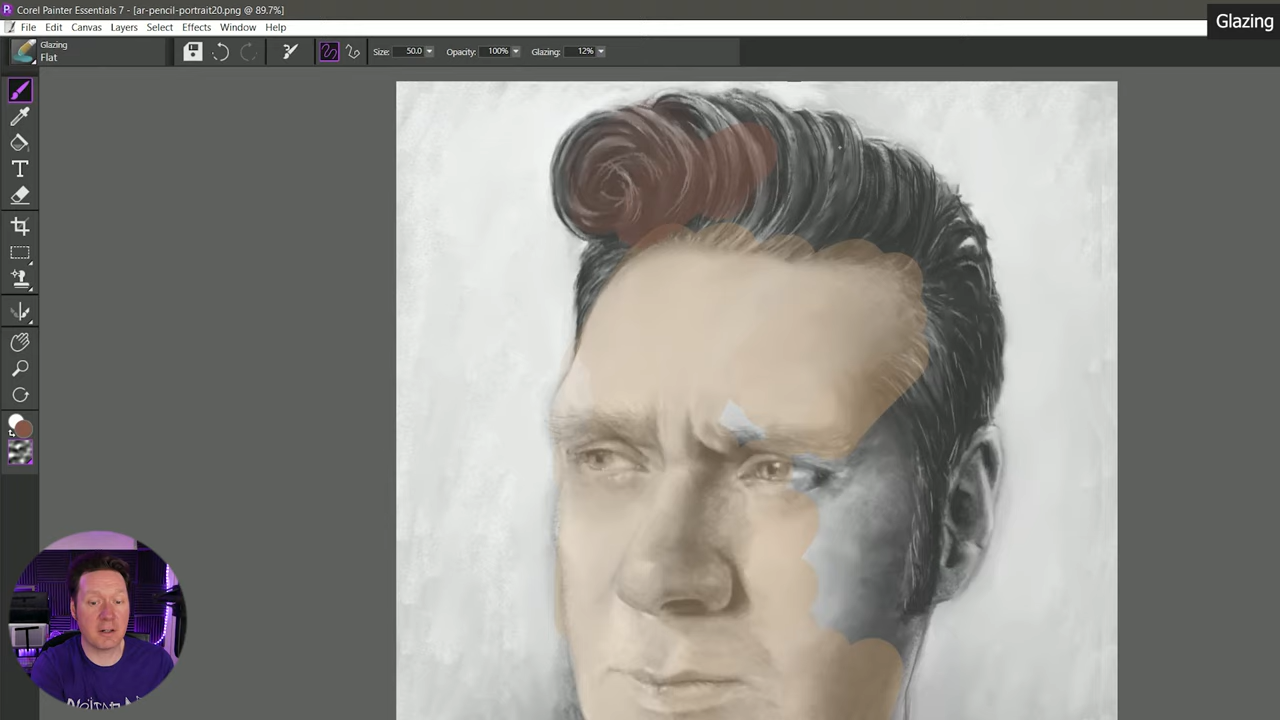 Corel Painter Essentials 7 - [ar-pencil-portrait20.png @ 89.7%]
File Edit Canvas Layers Select Effects Window Help
Glazing
Glazing
Flat
Size: 50.0 Opacity: 100% Glazing: 12%
T